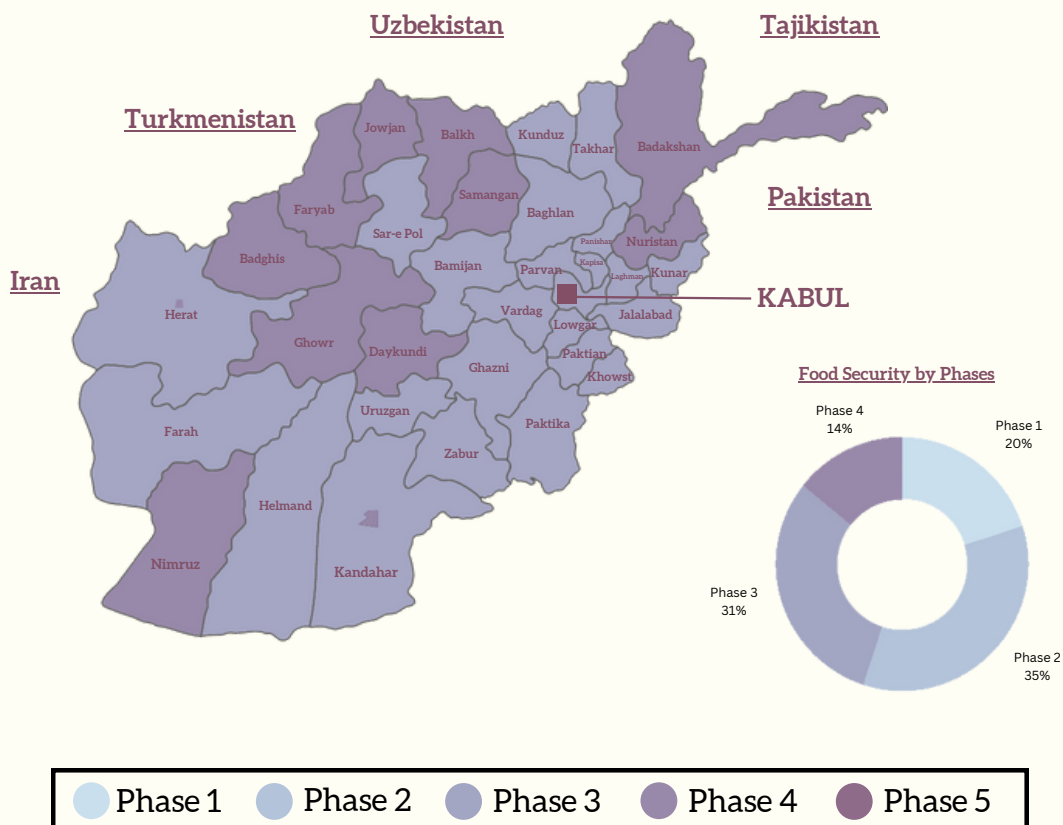 Uzbekistan
Tajikistan
Turkmenistan
Jowjan
Balkh
Kunduz
Takhar
Badakshan
Samangan
Pakistan
Faryab
Baghlan
Sar-e Pol
Panishar
Nuristan
Badghis
Bamijan
Parvan
Kapisa
Laghman
Kunar
Iran
KABUL
Herat
Vardag
Jalalabad
Lowgar
Ghowr
Daykundi
Paktian
Ghazni
Khowst
Food Security by Phases
Uruzgan
Paktika
Farah
Zabur
Helmand
Nimruz
Kandahar
Phase 4
14%
Phase 1
20%
Phase 3
31%
Phase 2
35%
Phase 1
Phase 2
Phase 3
Phase 4
Phase 5